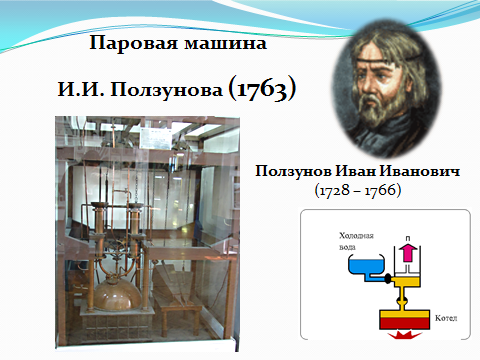 Паровая машина
И.И. Ползунова (1763)
Ползунов Иван Иванович
(1728 – 1766)
Холодная
вода
П
Котел